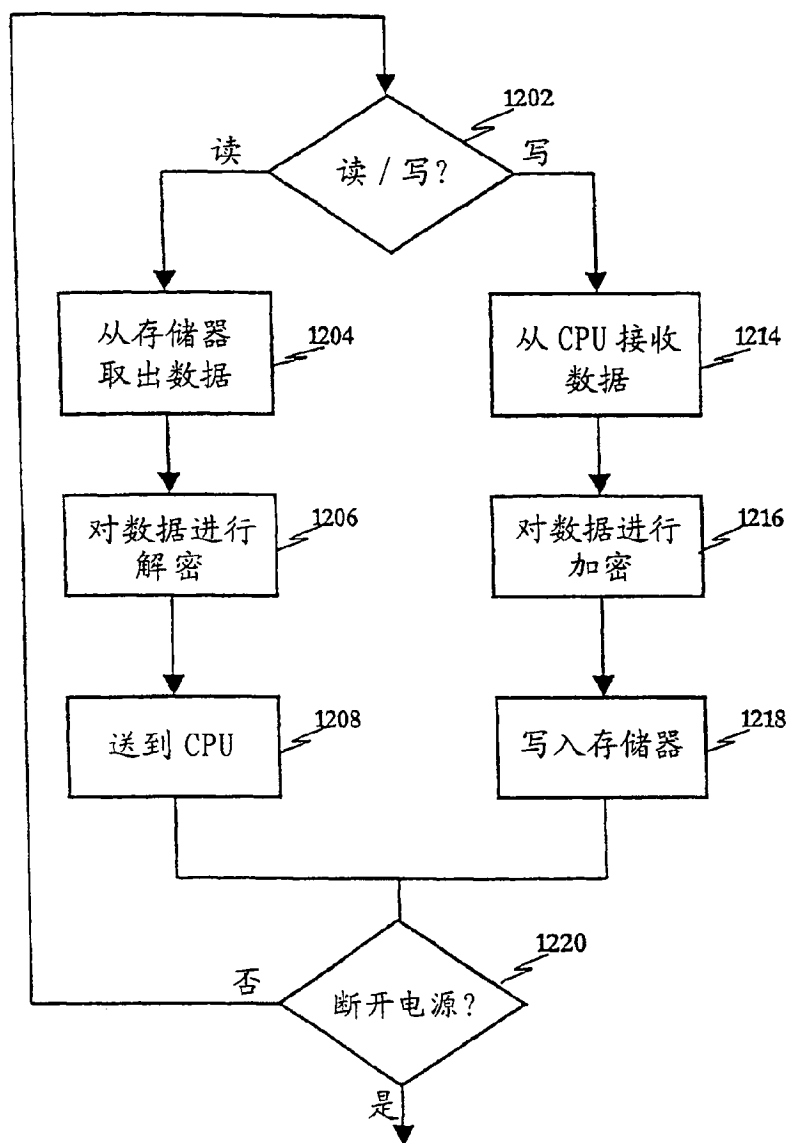 1202
读
读/写?
写
从存储器
取出数据
1204
从 CPU 接收
数据
1214
对数据进行
解密
1206
对数据进行
加密
1216
送到 CPU
1208
写入存储器
1218
1220
否
断开电源?
是